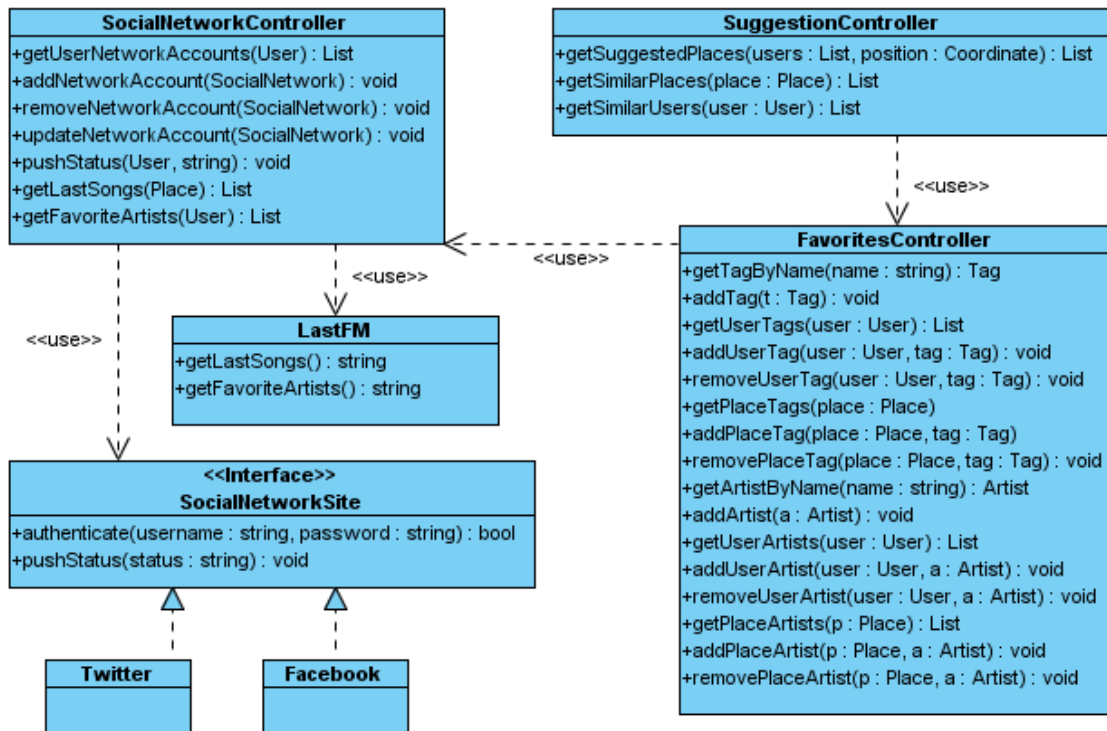 SocialNetworkController
+getUserNetworkAccounts(User) : List
+addNetworkAccount(SocialNetwork) : void
+removeNetworkAccount(SocialNetwork) : void
+updateNetworkAccount(SocialNetwork) : void
+pushStatus(User, string) : void
+getLastSongs(Place) : List
+getFavoriteArtists(User) : List
SuggestionController
+getSuggestedPlaces(users : List, position : Coordinate) : List
+getSimilarPlaces(place : Place) : List
+getSimilarUsers(user : User) : List
<<use>>
<<use>>
<<use>>
<<use>>
LastFM
+getLastSongs() : string
+getFavoriteArtists() : string
FavoritesController
+getTagByName(name : string) : Tag
+addTag(t : Tag) : void
+getUserTags(user : User) : List
+addUserTag(user : User, tag : Tag) : void
+removeUserTag(user : User, tag : Tag) : void
+getPlaceTags(place : Place)
+addPlaceTag(place : Place, tag : Tag)
+removePlaceTag(place : Place, tag : Tag) : void
+getArtistByName(name : string) : Artist
+addArtist(a : Artist) : void
+getUserArtists(user : User) : List
+addUserArtist(user : User, a : Artist) : void
+removeUserArtist(user : User, a : Artist) : void
+getPlaceArtists(p : Place) : List
+addPlaceArtist(p : Place, a : Artist) : void
+removePlaceArtist(p : Place, a : Artist) : void
<<Interface>>
SocialNetworkSite
+authenticate(username : string, password : string) : bool
+pushStatus(status : string) : void
Twitter
Facebook